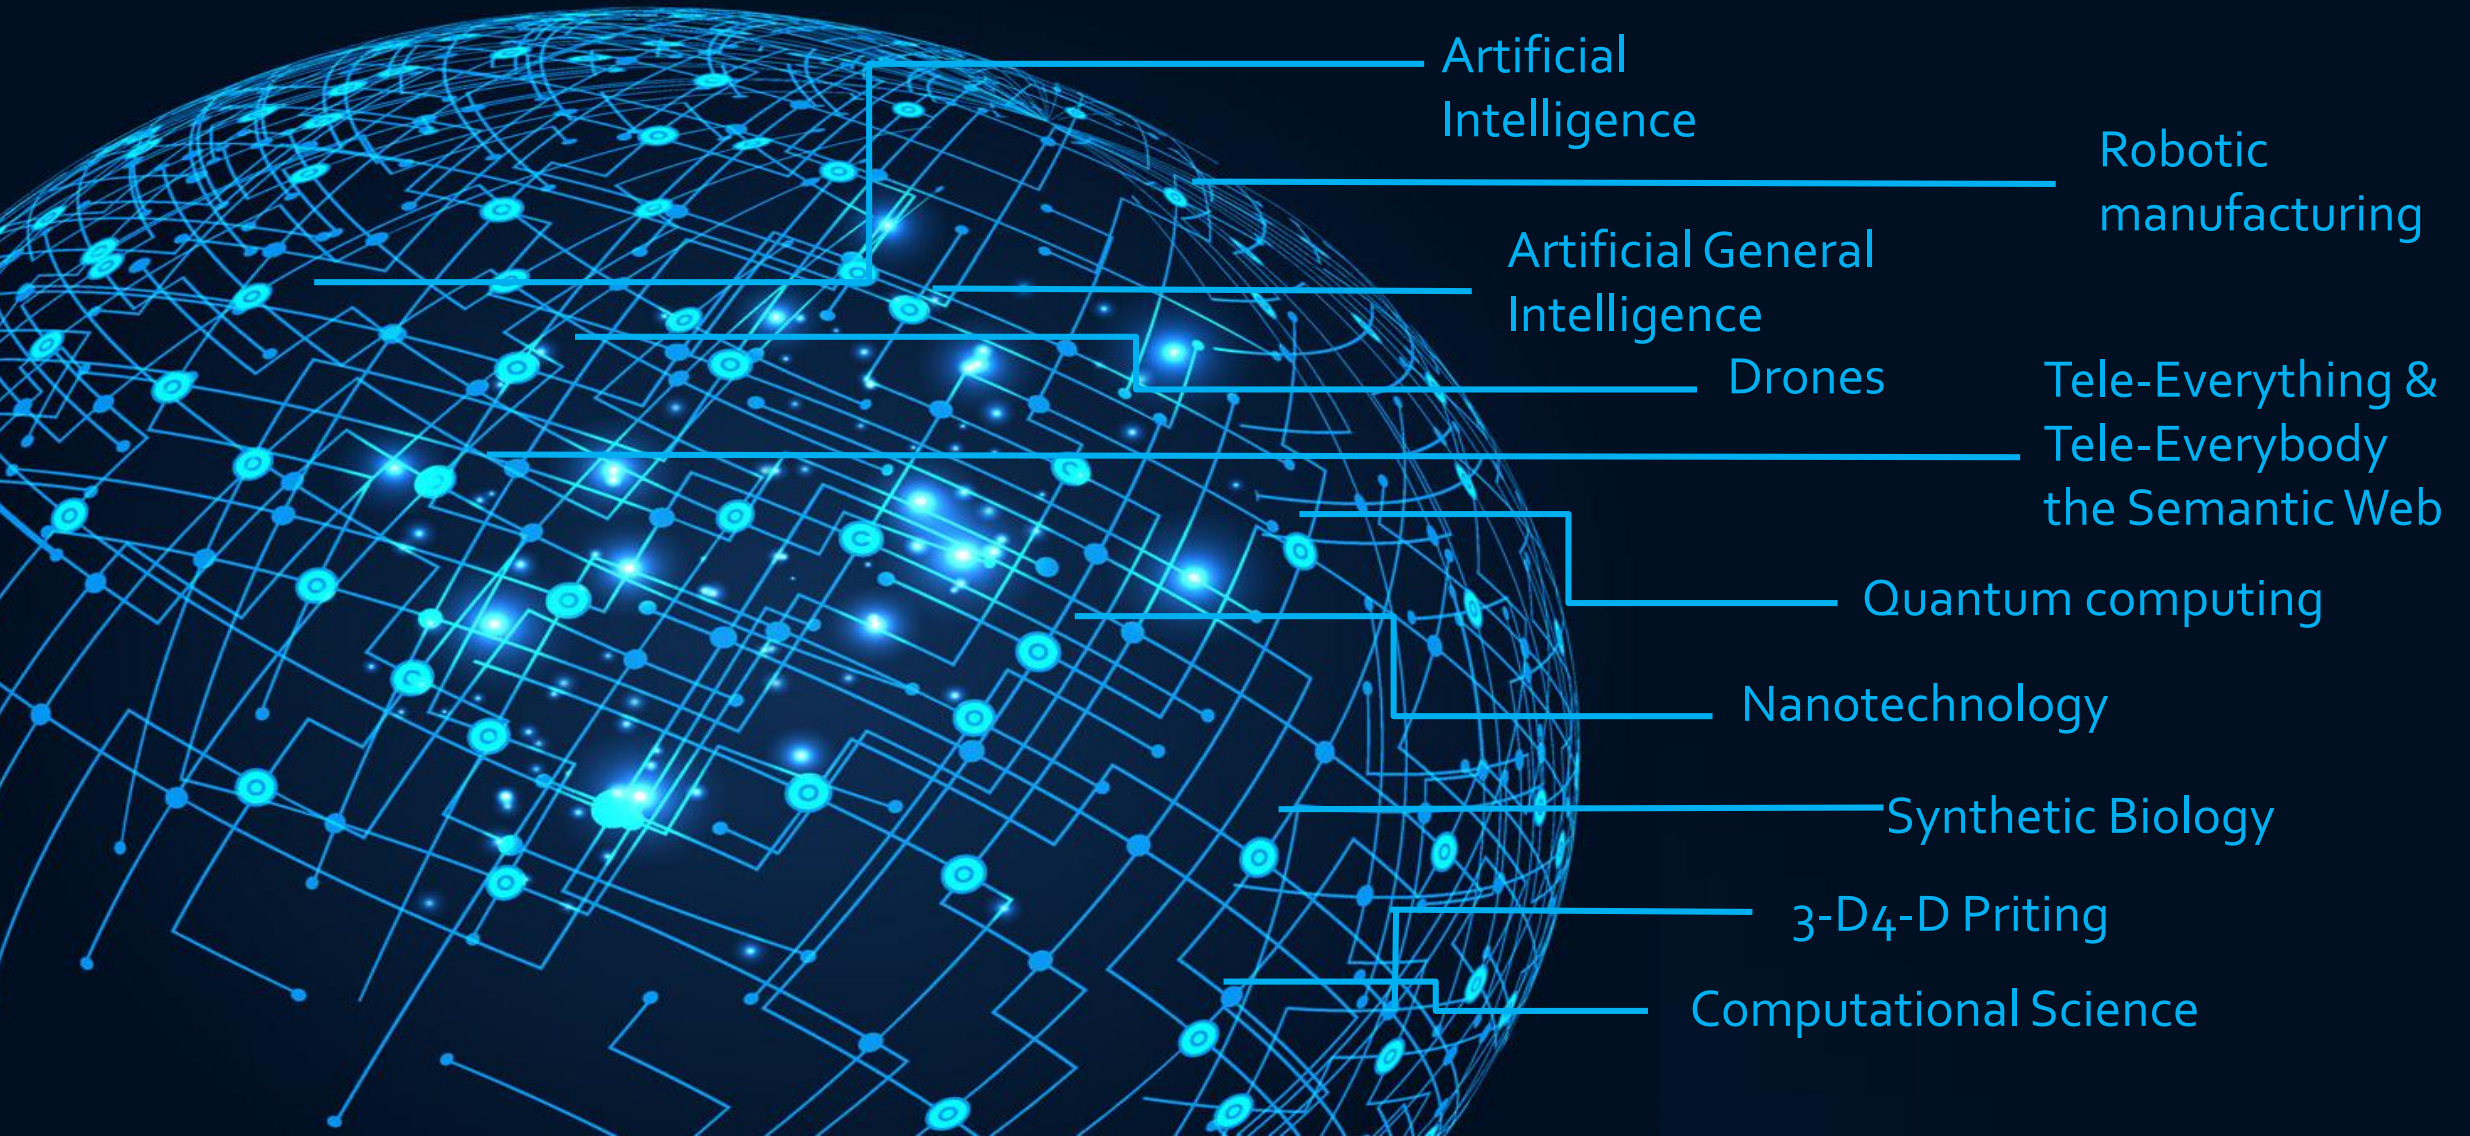 Artificial
Intelligence
Robotic
manufacturing
Artificial General
Intelligence
Drones
Tele-Everything &
Tele-Everybody
the Semantic Web
Quantum computing
Nanotechnology
Synthetic Biology
3-D4-D Priting
Computational Science